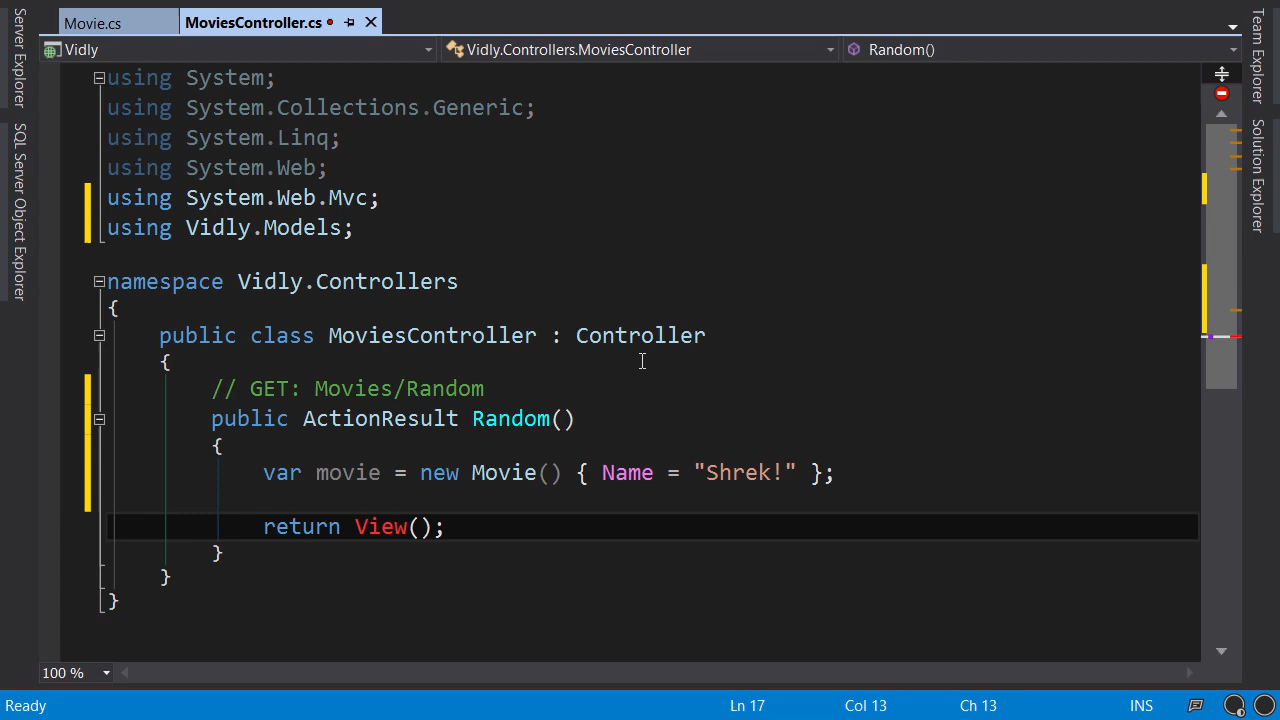 Movie.cs
MoviesController.cs
Vidly
Vidly.Controllers.MoviesController
Random()
Server Explorer
SQL Server Object Explorer
Team Explorer
Solution Explorer
using System;
using System.Collections.Generic;
using System.Linq;
using System.Web;
using System.Web.Mvc;
using Vidly.Models;
namespace Vidly.Controllers
{
public class MoviesController : Controller
{
// GET: Movies/Random
public ActionResult Random()
{
var movie = new Movie() { Name = "Shrek!" };
return View();
}
}
}
100 %
Ready
Ln 17
Col 13
Ch 13
INS